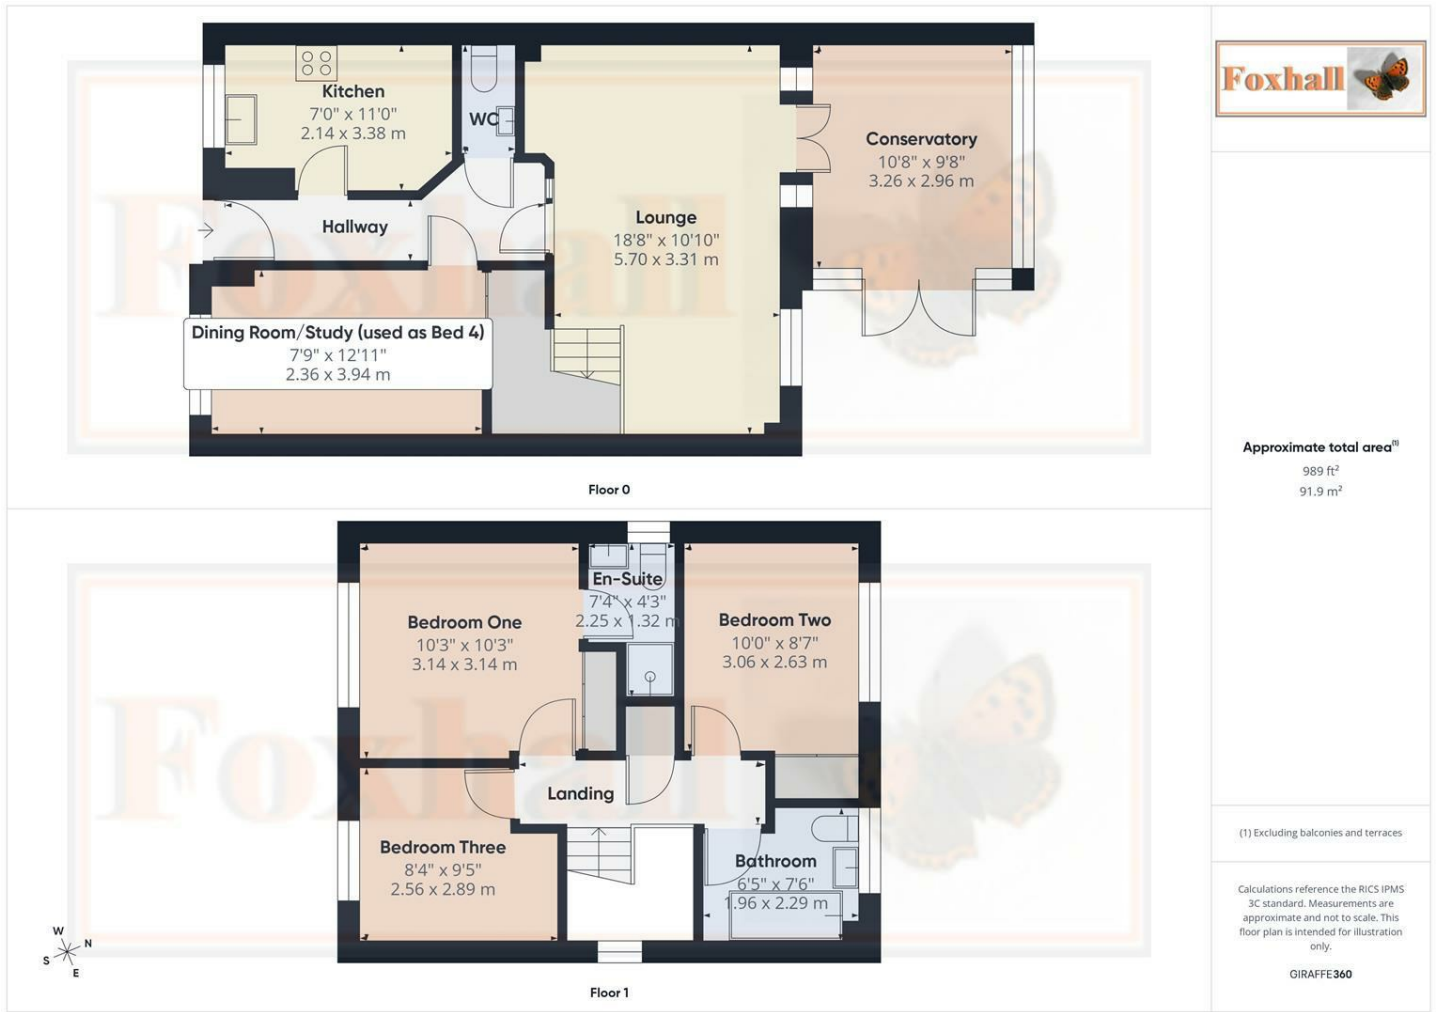 Kitchen
7'0" x 11'0"
2.14 x 3.38 m
WC
Conservatory
10'8" x 9'8"
3.26 x 2.96 m
Hallway
Lounge
18'8" x 10'10"
5.70 x 3.31 m
Dining Room/Study (used as Bed 4)
7'9" x 12'11"
2.36 x 3.94 m
Foxhall
Floor 0
Bedroom One
10'3" x 10'3"
3.14 x 3.14 m
En-Suite
7'4" x 4'3"
2.25 x 1.32 m
Bedroom Two
10'0" x 8'7"
3.06 x 2.63 m
Landing
Bedroom Three
8'4" x 9'5"
2.56 x 2.89 m
Bathroom
6'5" x 7'6"
1.96 x 2.29 m
Foxhall
W
N
S
E
Floor 1
Foxhall
Approximate total area(1)
989 ft²
91.9 m²
(1) Excluding balconies and terraces
Calculations reference the RICS IPMS
3C standard. Measurements are
approximate and not to scale. This
floor plan is intended for illustration
only.
GIRAFFE360